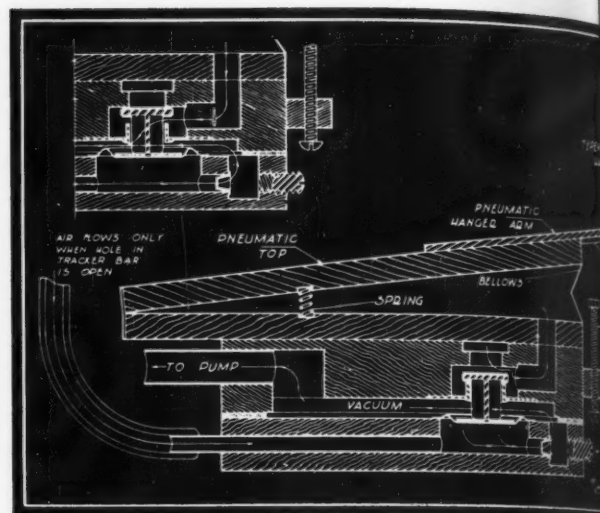 AIR FLOWS ONLY
WHEN HOLE IN
TRACKER BAR
IS OPEN
PNEUMATIC
TOP
PNEUMATIC
HANGER ARM
BELLOWS
SPRING
TO PUMP
VACUUM